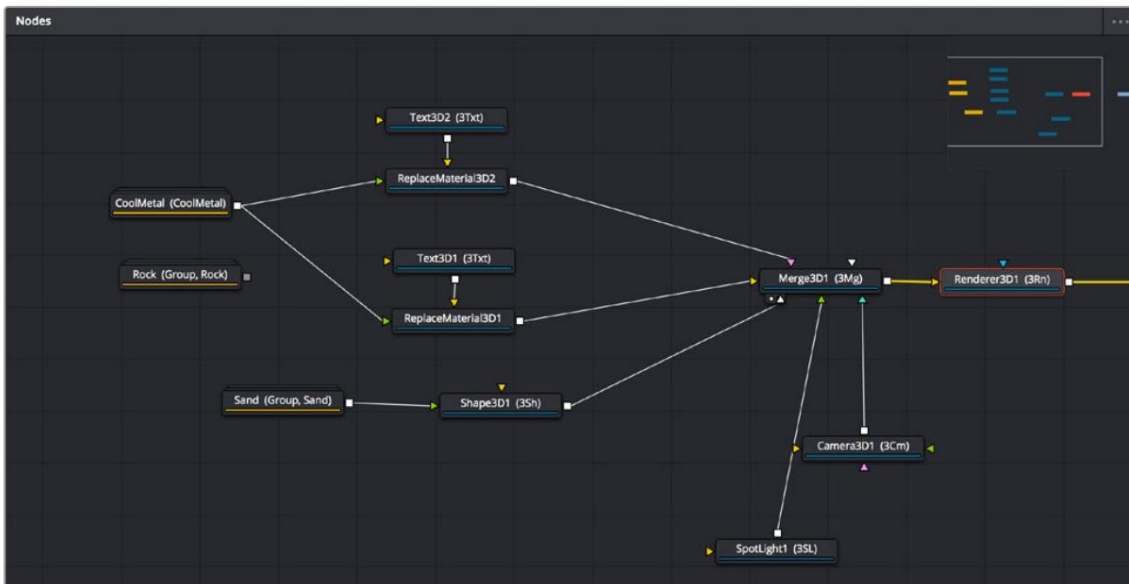 Nodes
Text3D2 (3Txt)
ReplaceMaterial3D2
CoolMetal (CoolMetal)
Text3D1 (3Txt)
Rock (Group, Rock)
Merge3D1 (3Mg)
Renderer3D1 (3Rn)
ReplaceMaterial3D1
Sand (Group, Sand)
Shape3D1 (3Sh)
Camera3D1 (3Cm)
SpotLight1 (3SL)